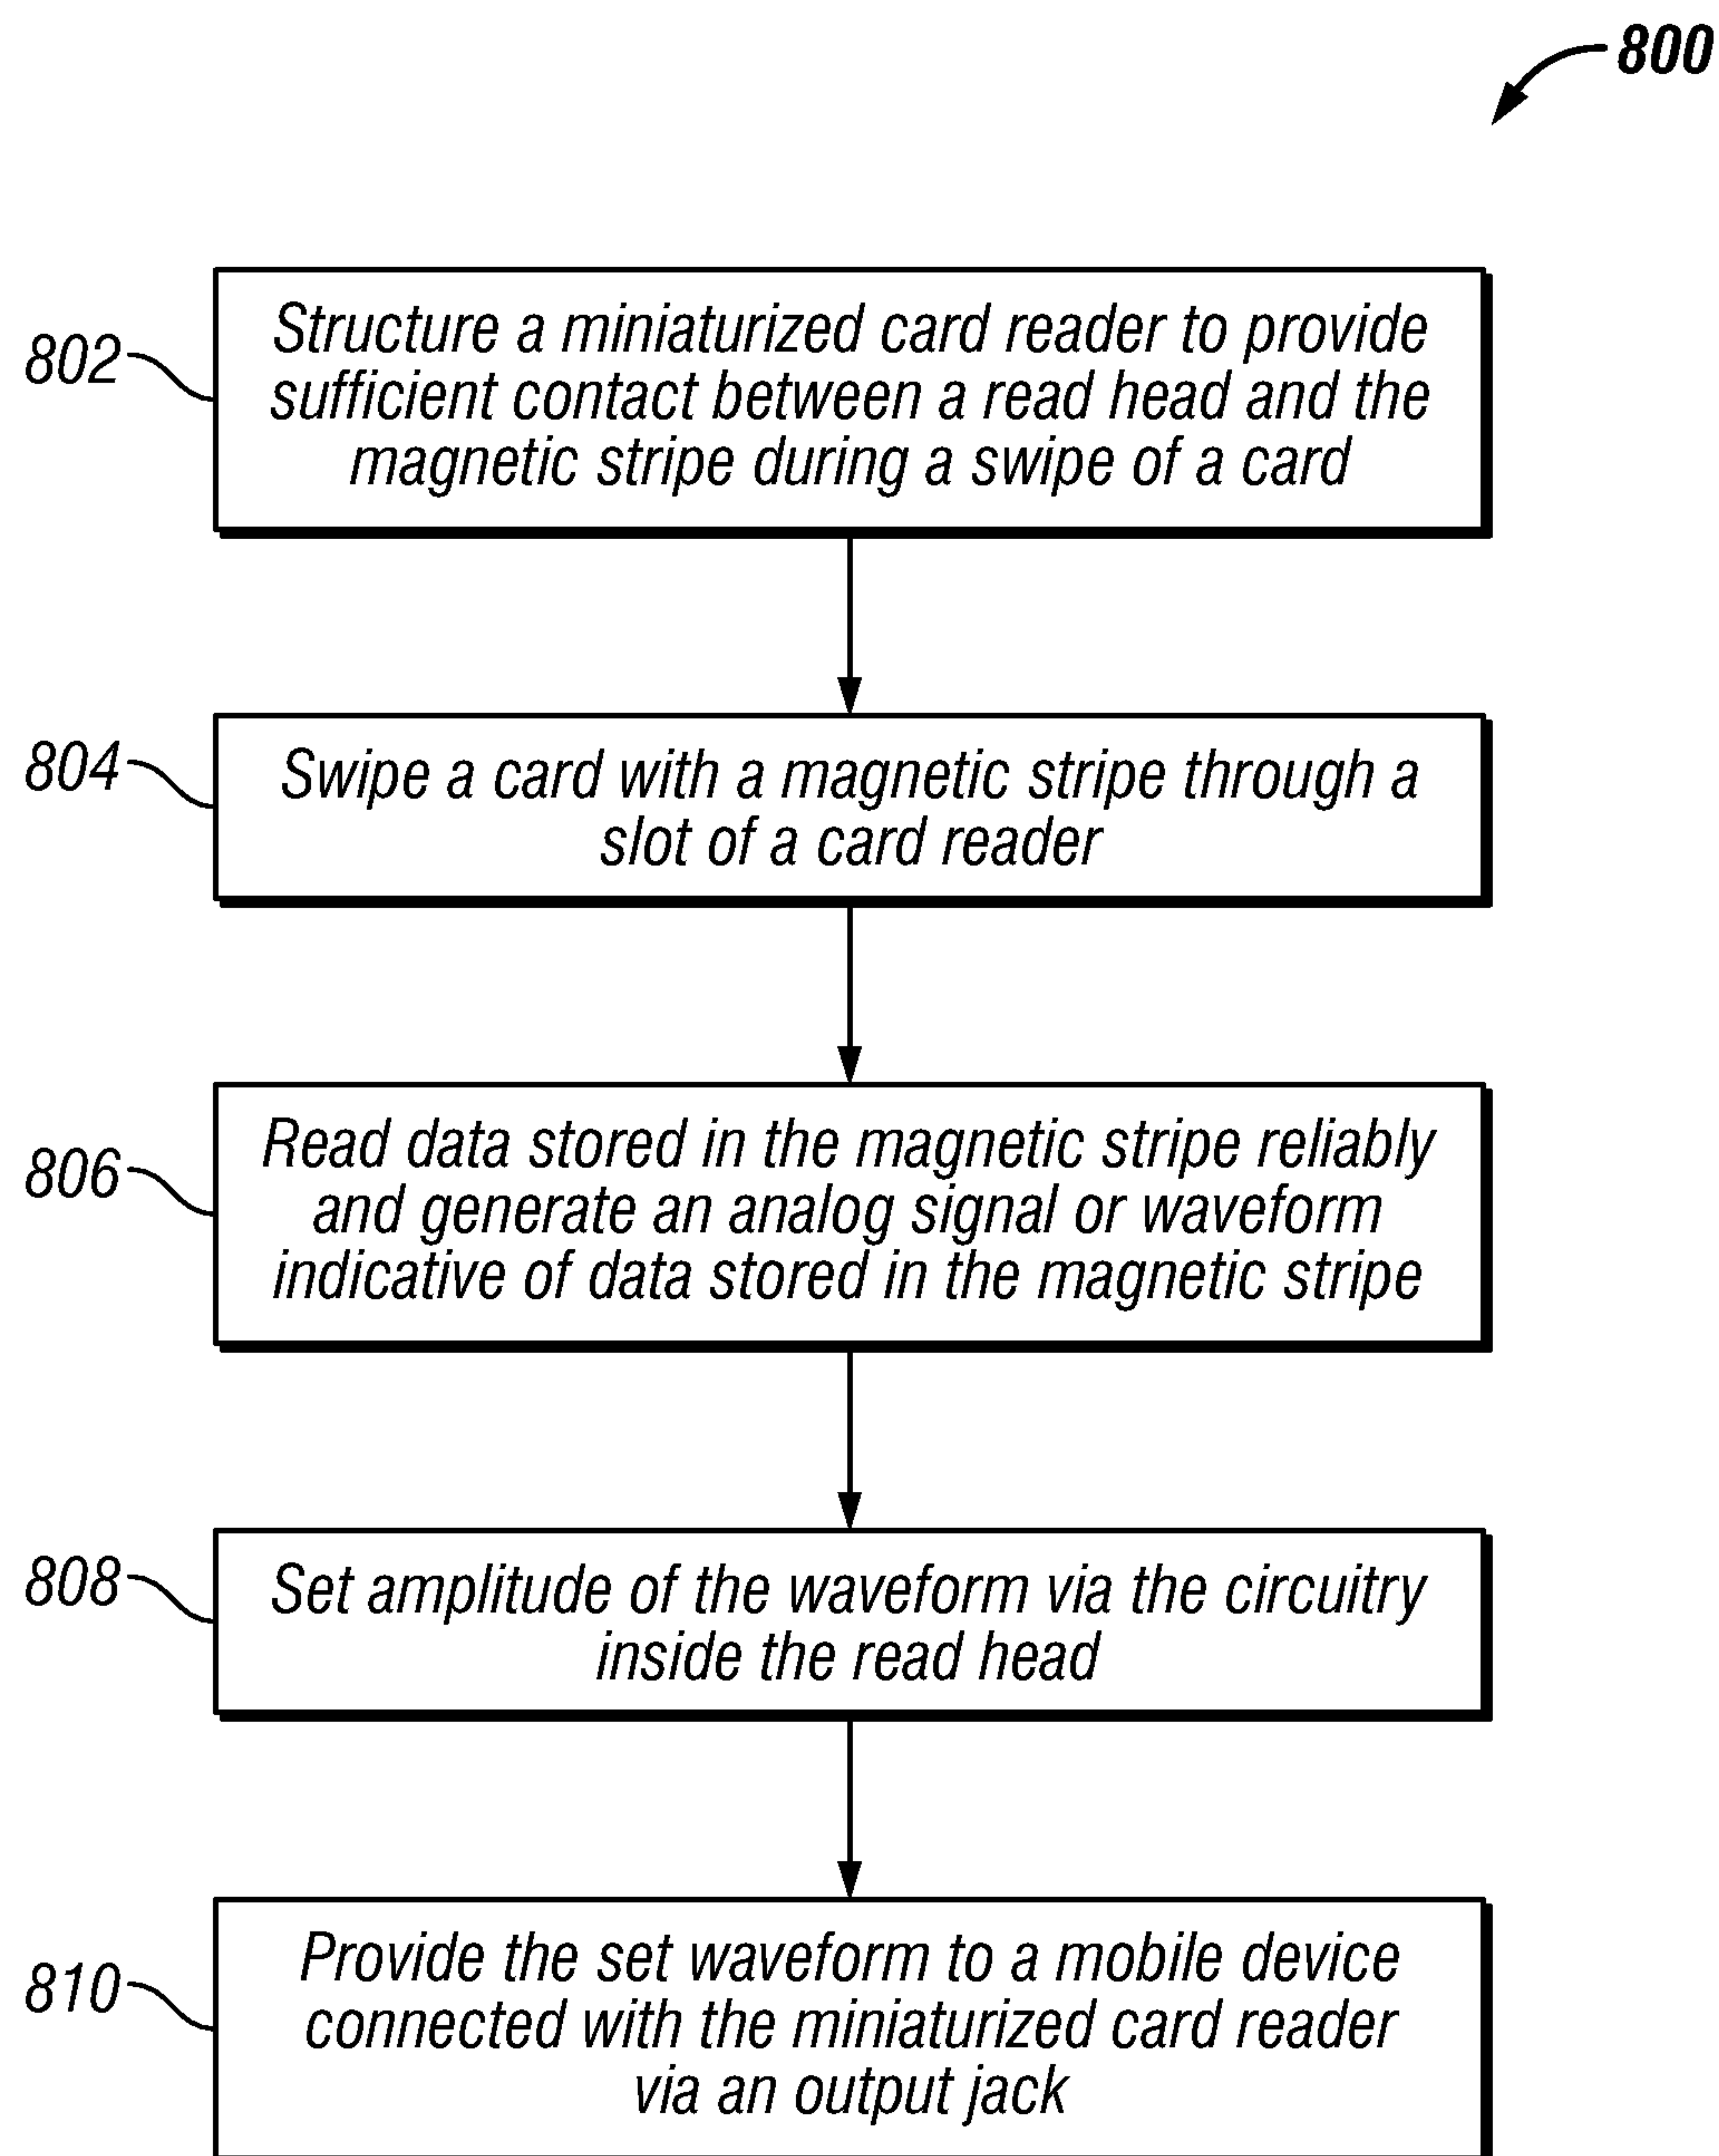 800
802
Structure a miniaturized card reader to provide
sufficient contact between a read head and the
magnetic stripe during a swipe of a card
804
Swipe a card with a magnetic stripe through a
slot of a card reader
806
Read data stored in the magnetic stripe reliably
and generate an analog signal or waveform
indicative of data stored in the magnetic stripe
808
Set amplitude of the waveform via the circuitry
inside the read head
810
Provide the set waveform to a mobile device
connected with the miniaturized card reader
via an output jack